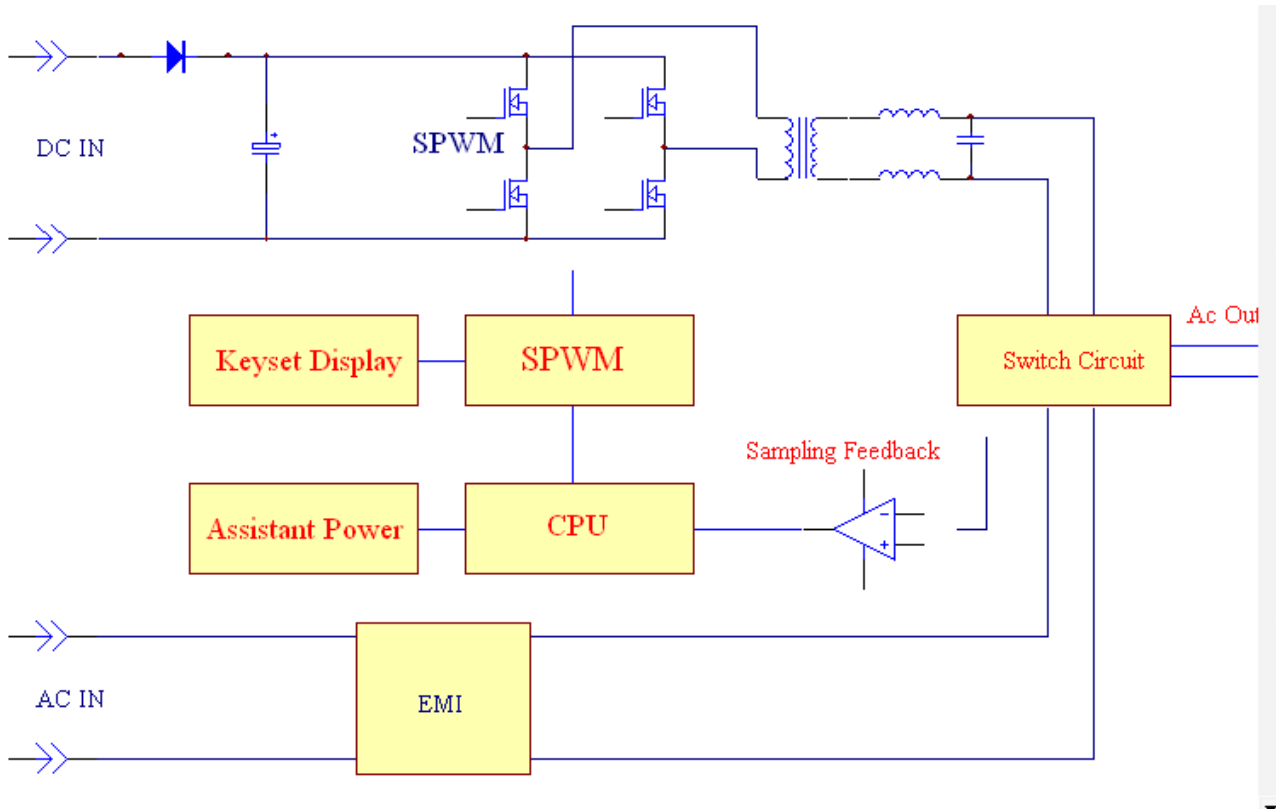 DC IN
SPWM
Ac Out
Keyset Display
SPWM
Switch Circuit
Sampling Feedback
Assistant Power
CPU
AC IN
EMI